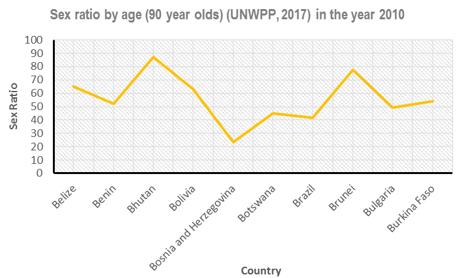 Sex ratio by age (90 year olds) (UNWPP, 2017) in the year 2010
Sex Ratio
100
90
80
70
60
50
40
30
20
10
0
Belize
Benin
Bhutan
Bolivia
Bosnia and Herzegovina
Botswana
Brazil
Brunei
Bulgaria
Burkina Faso
Country